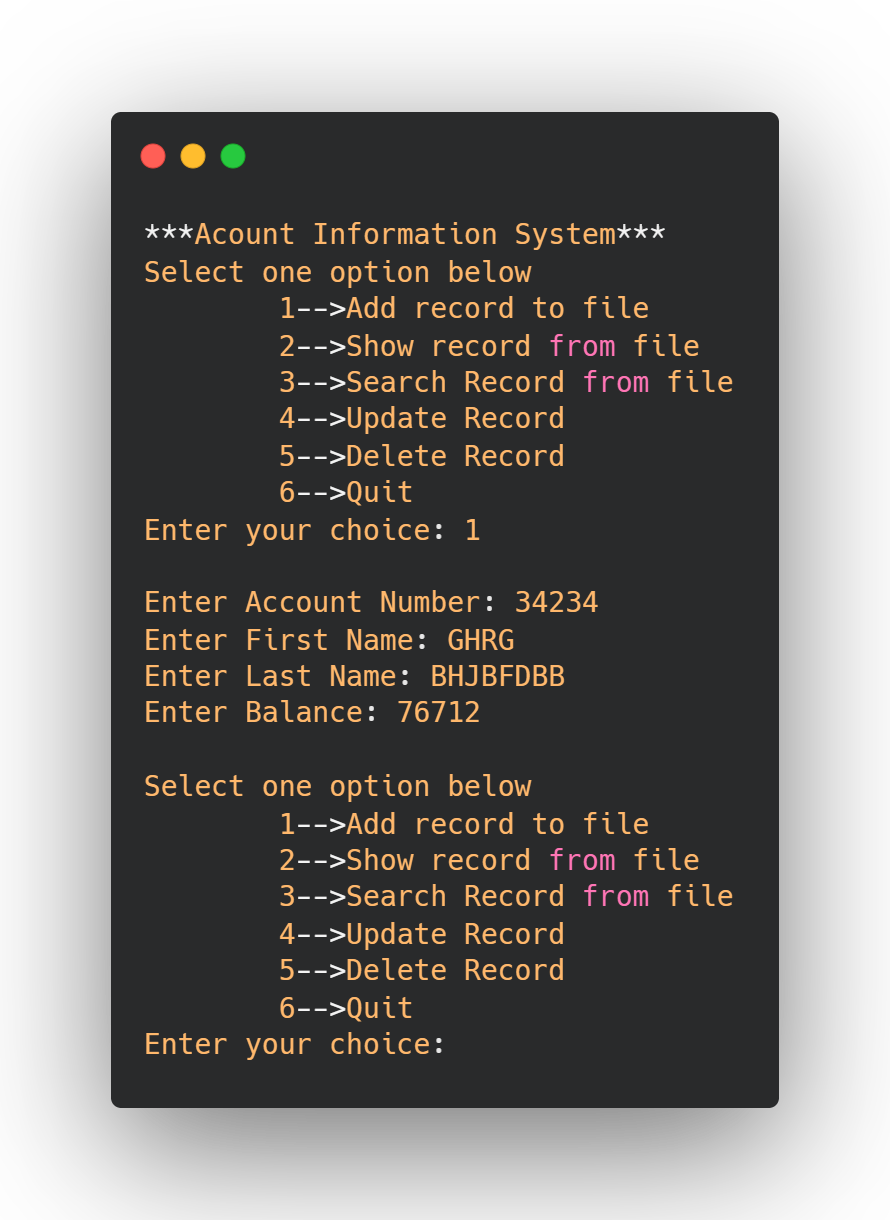 ***Acount Information System***
Select one option below
        1-->Add record to file
        2-->Show record from file
        3-->Search Record from file
        4-->Update Record
        5-->Delete Record
        6-->Quit
Enter your choice: 1

Enter Account Number: 34234
Enter First Name: GHRG
Enter Last Name: BHJBFDBB
Enter Balance: 76712

Select one option below
        1-->Add record to file
        2-->Show record from file
        3-->Search Record from file
        4-->Update Record
        5-->Delete Record
        6-->Quit
Enter your choice: